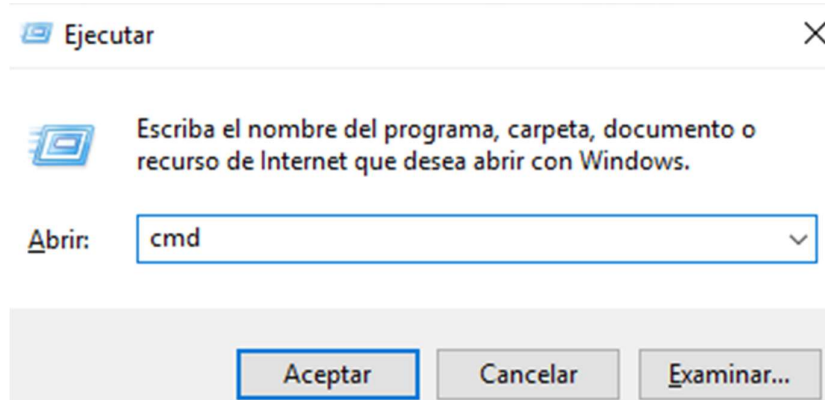 Ejecutar
Escriba el nombre del programa, carpeta, documento o
recurso de Internet que desea abrir con Windows.
Abrir: cmd
Aceptar Cancelar Examinar...